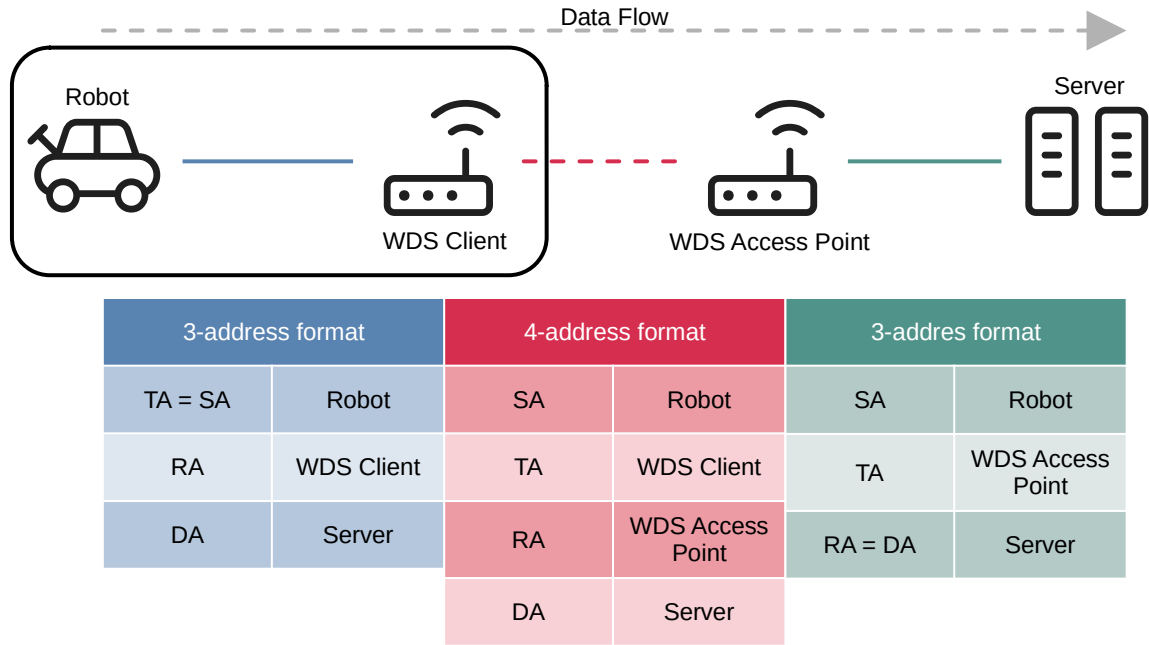 Data Flow
Robot
Server
WDS Client
WDS Access Point
3-address format
4-address format
3-addres format
TA = SA
Robot
SA
Robot
SA
Robot
RA
WDS Client
TA
WDS Client
TA
WDS Access
Point
DA
Server
RA
WDS Access
Point
RA = DA
Server
DA
Server